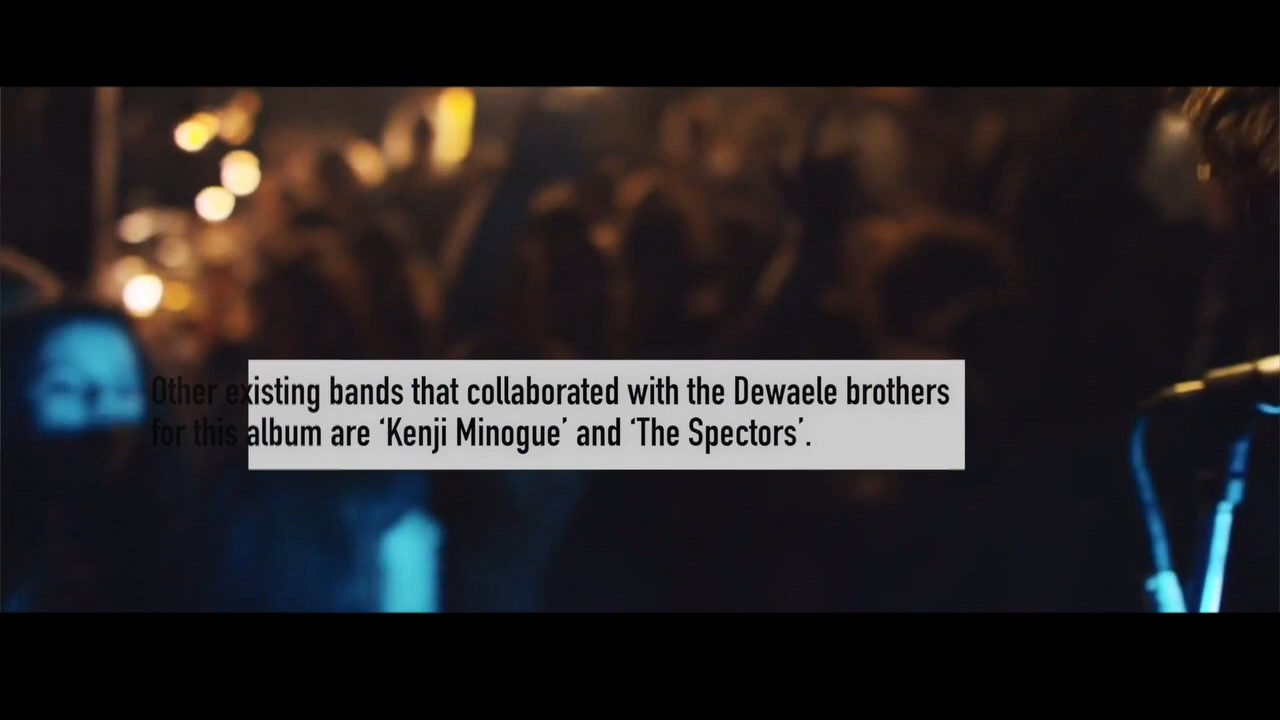 Other existing bands that collaborated with the Dewaele brothers
for this album are ‘Kenji Minogue’ and ‘The Spectors’.